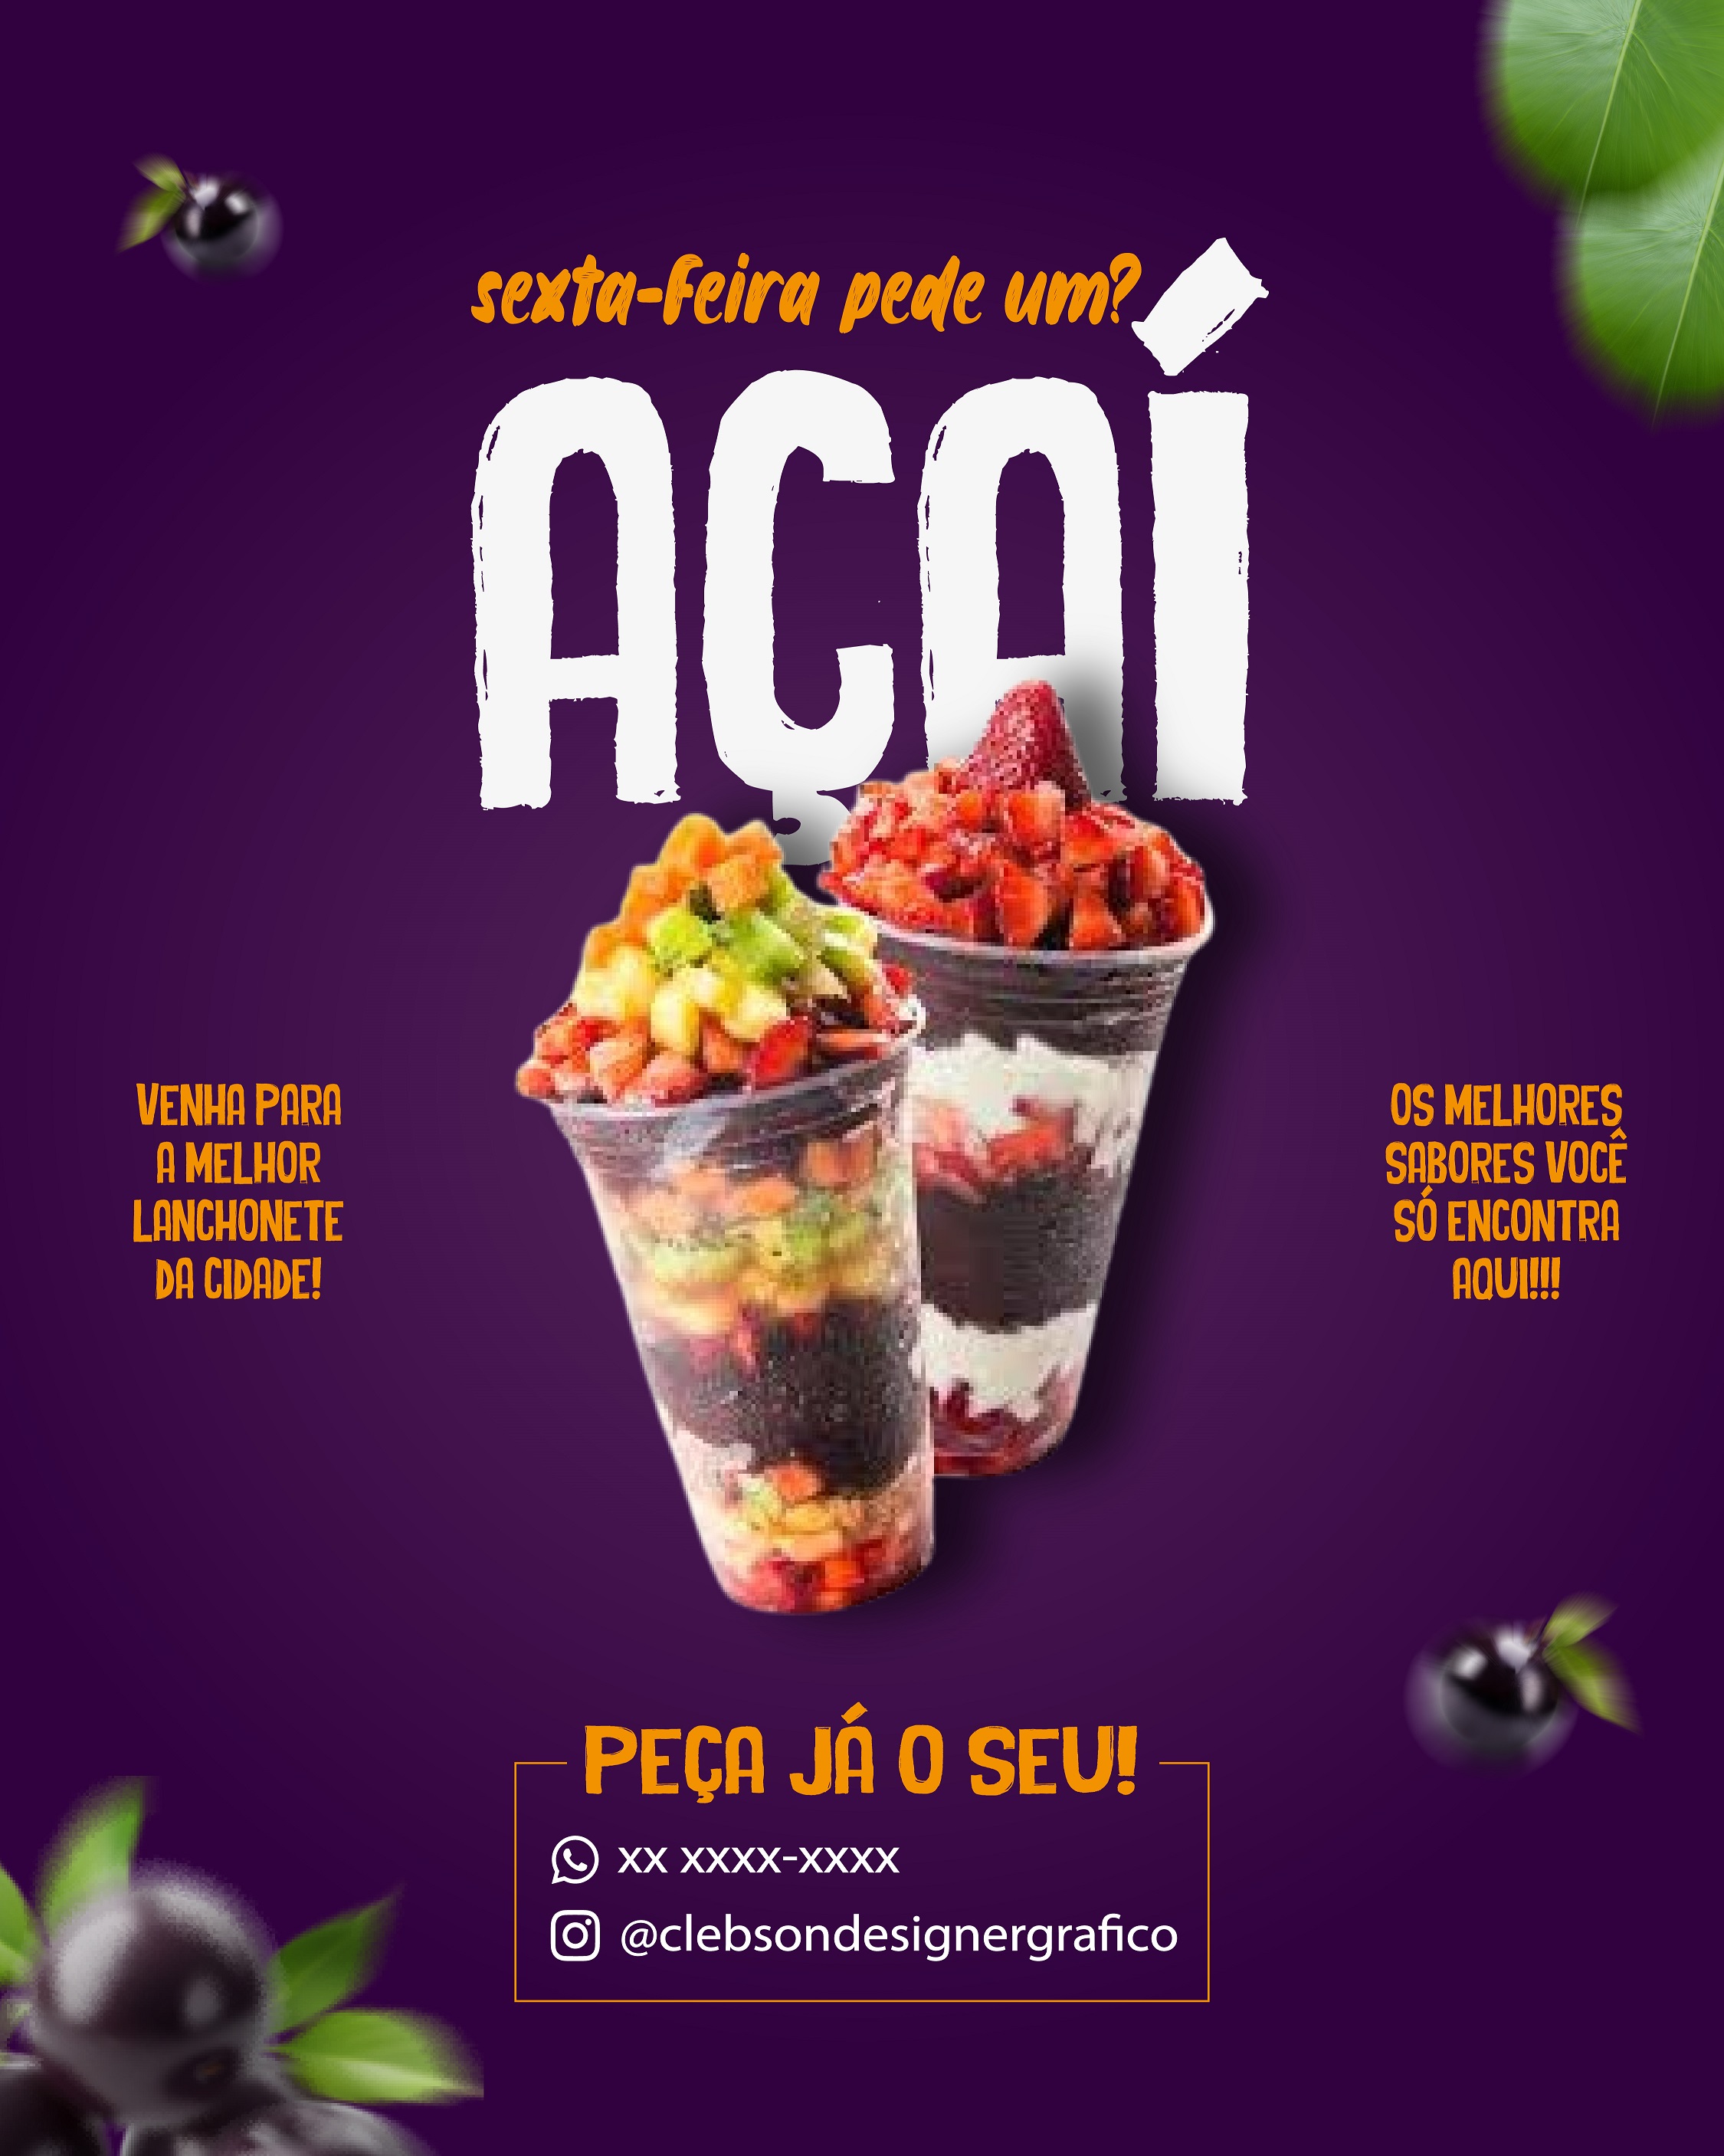 sexta-feira pede um?
AÇAÍ
VENHA PARA
A MELHOR
LANCHONETE
DA CIDADE!
OS MELHORES
SABORES VOCÊ
SÓ ENCONTRA
AQUI!!!
PEÇA JÁ O SEU!
xx xxxx-xxxx
@clebsondesignergrafico